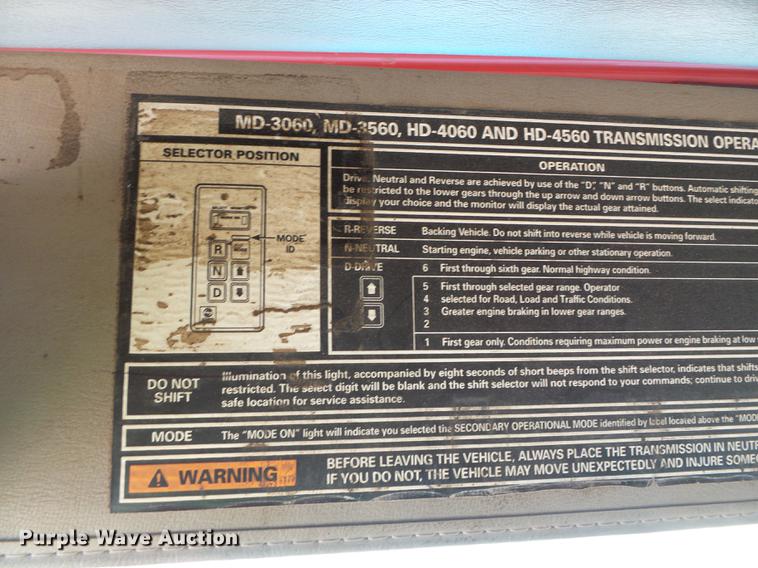 MD-3060, MD-3560, HD-4060 AND HD-4560 TRANSMISSION OPERA
SELECTOR POSITION
MODE
ID
R
N
D
OPERATION
Drive, Neutral and Reverse are achieved by use of the "D", "N" and "R" buttons. Automatic shifting
be restricted to the lower gears through the up arrow and down arrow buttons. The select indicato
display your choice and the monitor will display the actual gear attained.
R-REVERSE Backing Vehicle. Do not shift into reverse while vehicle is moving forward.
N-NEUTRAL Starting engine, vehicle parking or other stationary operation.
D-DRIVE 6 First through sixth gear. Normal highway condition.
5 First through selected gear range. Operator
4 selected for Road, Load and Traffic Conditions.
3 Greater engine braking in lower gear ranges.
2
1 First gear only. Conditions requiring maximum power or engine braking at low
DO NOT
SHIFT
Illumination of this light, accompanied by eight seconds of short beeps from the shift selector, indicates that shifts
restricted. The select digit will be blank and the shift selector will not respond to your commands; continue to driv
safe location for service assistance.
MODE The "MODE ON" light will indicate you selected the SECONDARY OPERATIONAL MODE identified by label located above the "MOD
WARNING
BEFORE LEAVING THE VEHICLE, ALWAYS PLACE THE TRANSMISSION IN NEUTR
IF YOU DO NOT, THE VEHICLE MAY MOVE UNEXPECTEDLY AND INJURE SOME
Purple Wave Auction